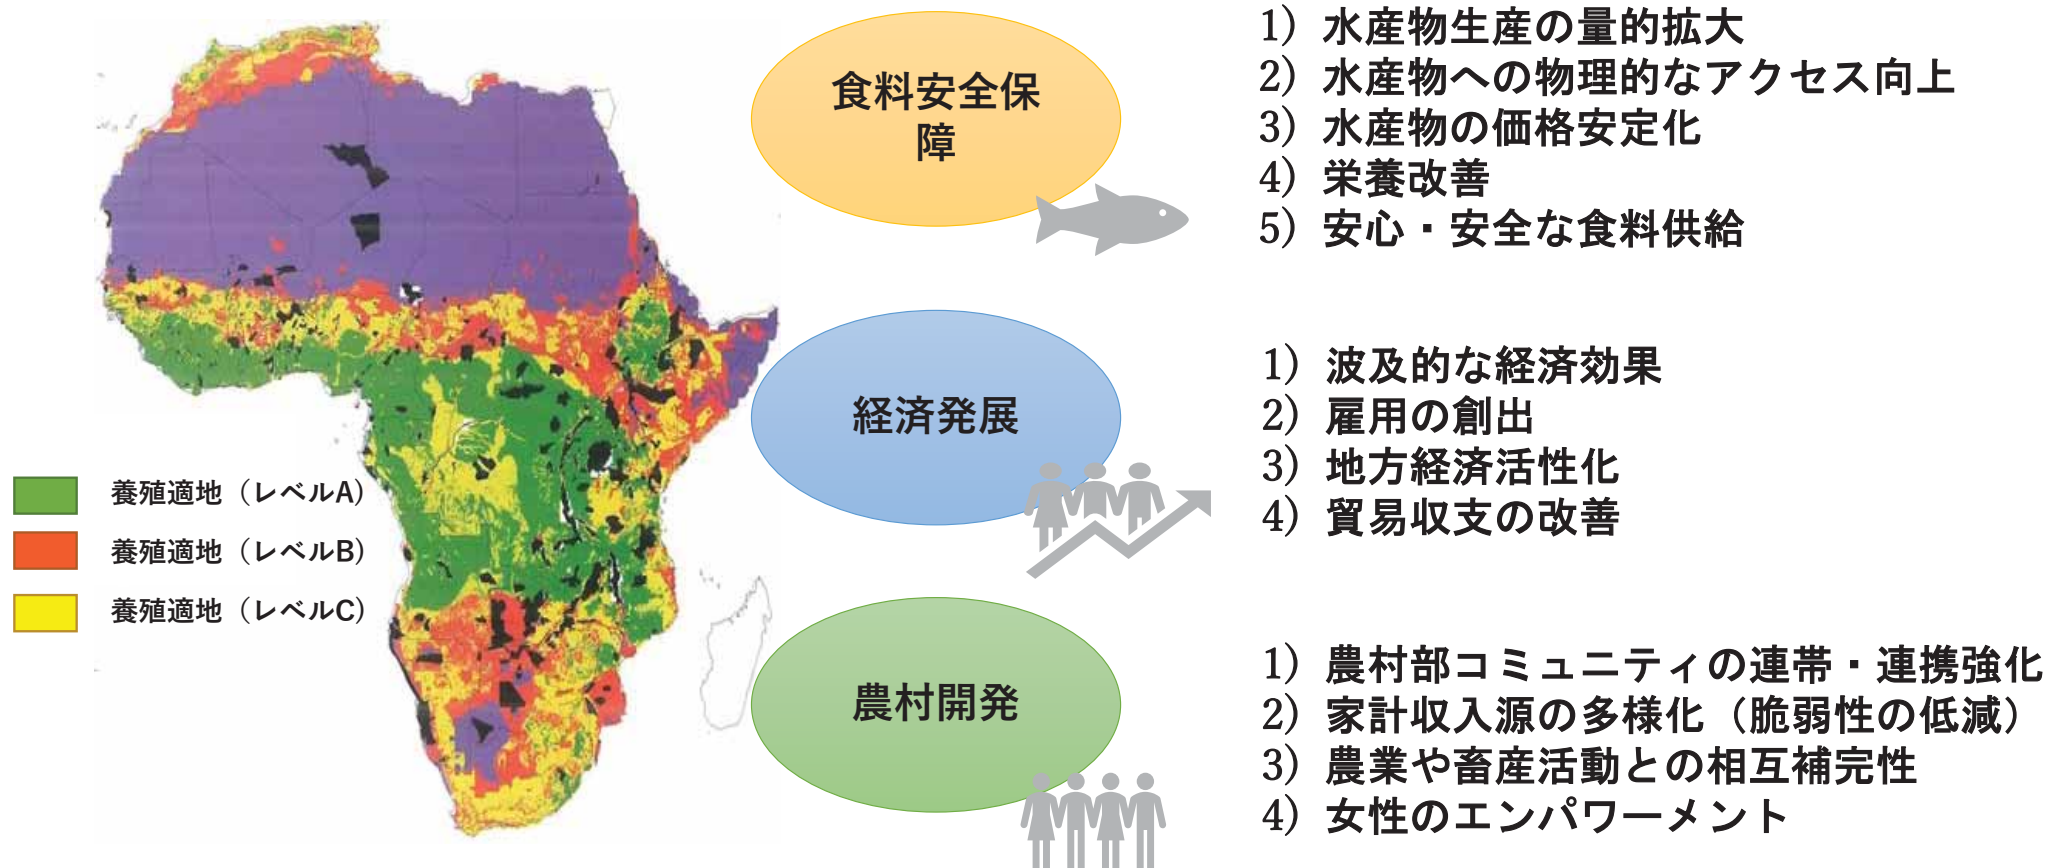 養殖適地（レベルA）
養殖適地（レベルB）
養殖適地（レベルC）
食料安全保
障
1）水産物生産の量的拡大
2）水産物への物理的なアクセス向上
3）水産物の価格安定化
4）栄養改善
5）安心・安全な食料供給
経済発展
1）波及的な経済効果
2）雇用の創出
3）地方経済活性化
4）貿易収支の改善
農村開発
1）農村部コミュニティの連帯・連携強化
2）家計収入源の多様化（脆弱性の低減）
3）農業や畜産活動との相互補完性
4）女性のエンパワーメント